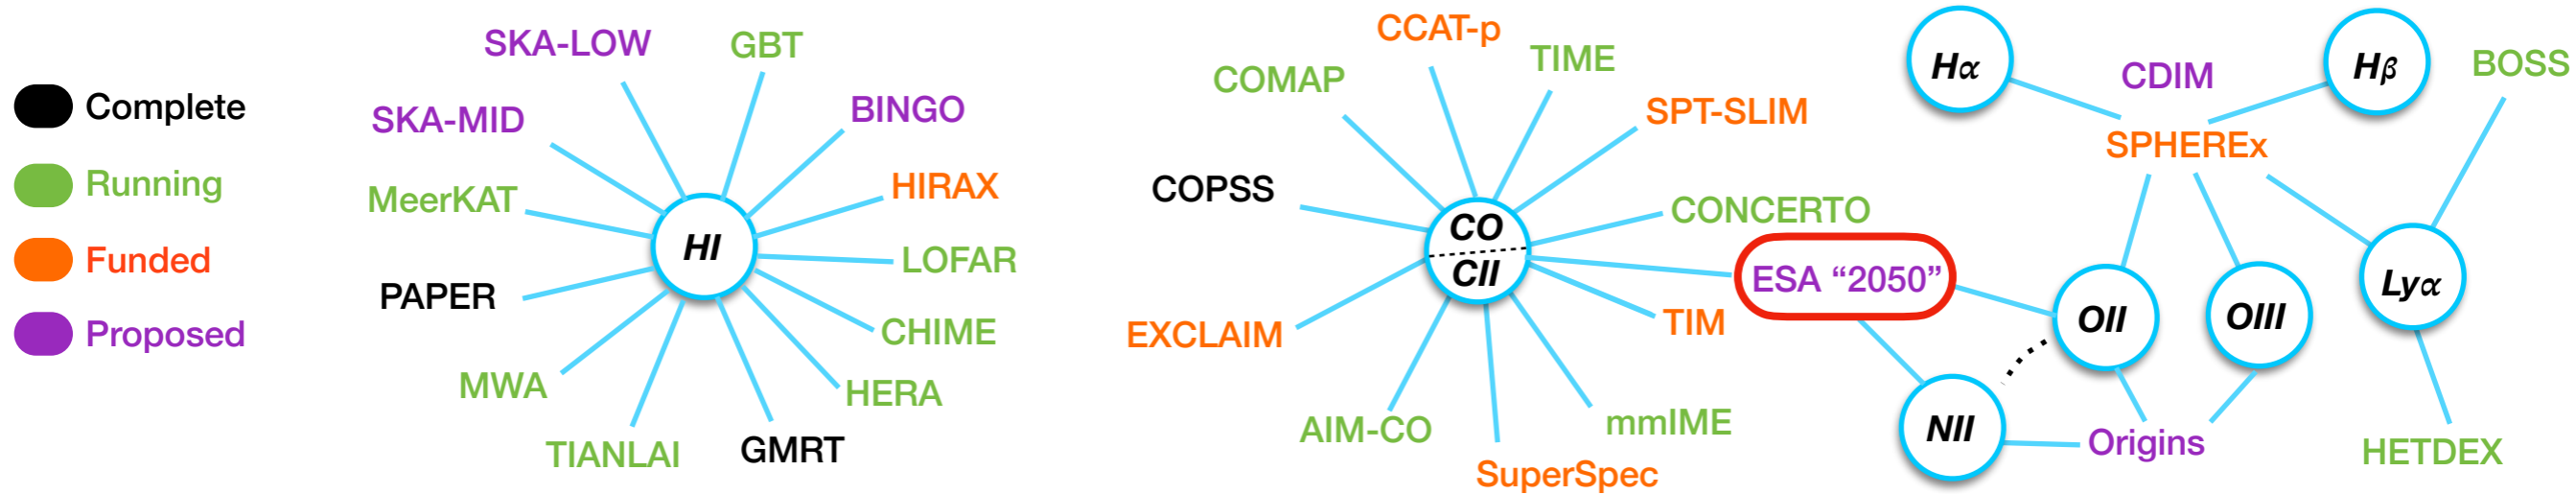 Complete
Running
Funded
Proposed
SKA-LOW
GBT
SKA-MID
BINGO
MeerKAT
HIRAX
HI
LOFAR
PAPER
CHIME
MWA
HERA
TIANLAI
GMRT
CCAT-p
COMAP
TIME
SPT-SLIM
COPSS
CONCERTO
CO
CII
ESA “2050”
EXCLAIM
TIM
AIM-CO
mmIME
SuperSpec
Hα
CDIM
Hβ
BOSS
SPHEREx
OII
OIII
Lyα
NII
Origins
HETDEX